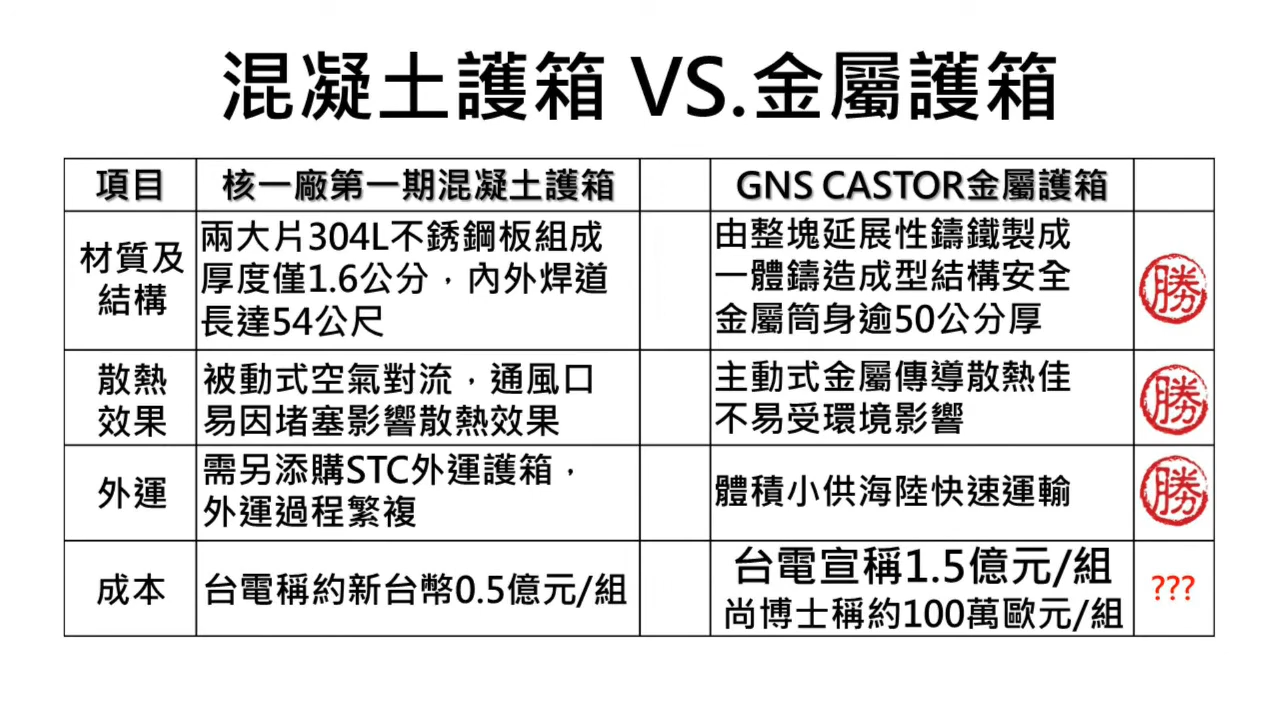 混凝土護箱 VS.金屬護箱
項目 核一廠第一期混凝土護箱 GNS CASTOR金屬護箱
材質及
結構
兩大片304L不銹鋼板組成
厚度僅1.6公分，內外焊道
長達54公尺
由整塊延展性鑄鐵製成
一體鑄造成型結構安全
金屬筒身逾50公分厚
勝
散熱
效果
被動式空氣對流，通風口
易因堵塞影響散熱效果
主動式金屬傳導散熱佳
不易受環境影響
勝
外運
需另添購STC外運護箱，
外運過程繁複
體積小供海陸快速運輸
勝
成本
台電稱約新台幣0.5億元/組
台電宣稱1.5億元/組
尚博士稱約100萬歐元/組
???